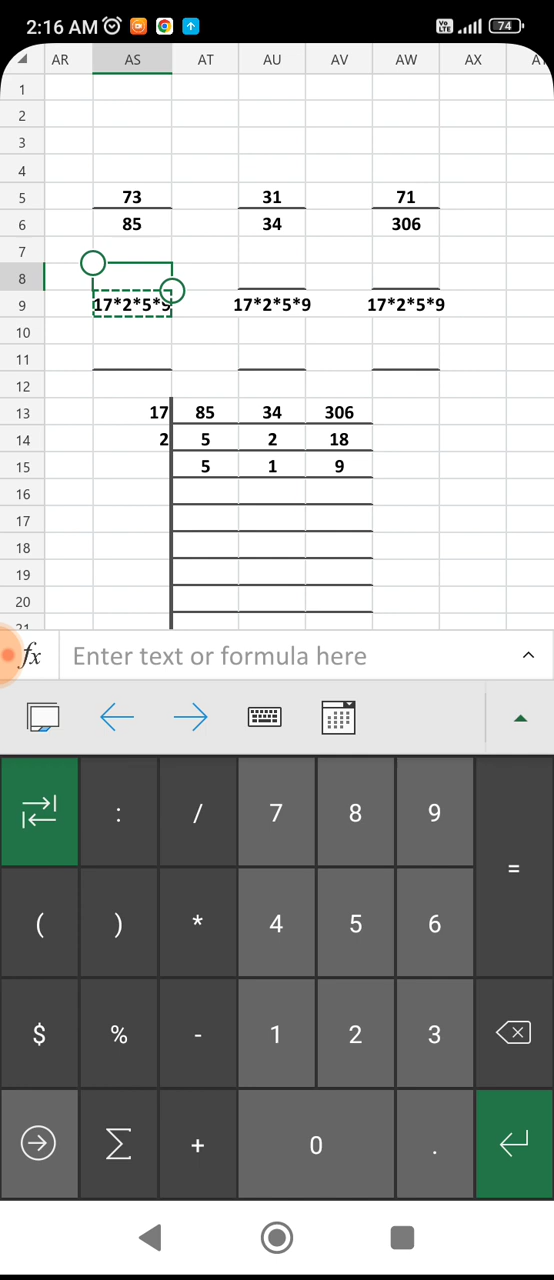 2:16 AM Vo LTE 74
AR AS AT AU AV AW AX
1
2
3
4
5 73 31 71
6 85 34 306
7
8
9 17*2*5*9 17*2*5*9 17*2*5*9
10
11
12
13 17 85 34 306
14 2 5 2 18
15 5 1 9
16
17
18
19
20
21
fx Enter text or formula here
: / 7 8 9
=
( ) * 4 5 6
$ % - 1 2 3
Σ + 0 .